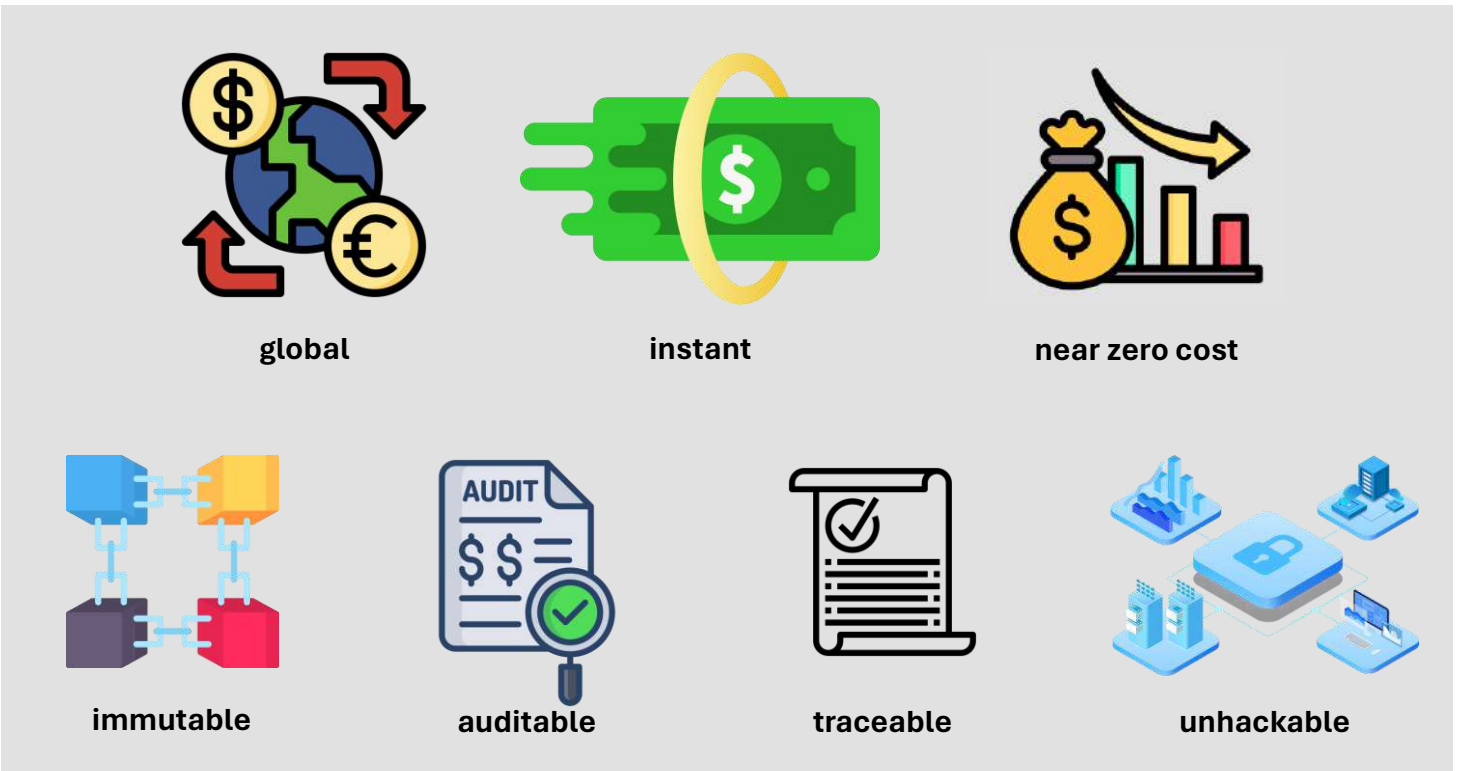 $
€
$
$
global
instant
near zero cost
AUDIT
$ $
immutable
auditable
traceable
unhackable